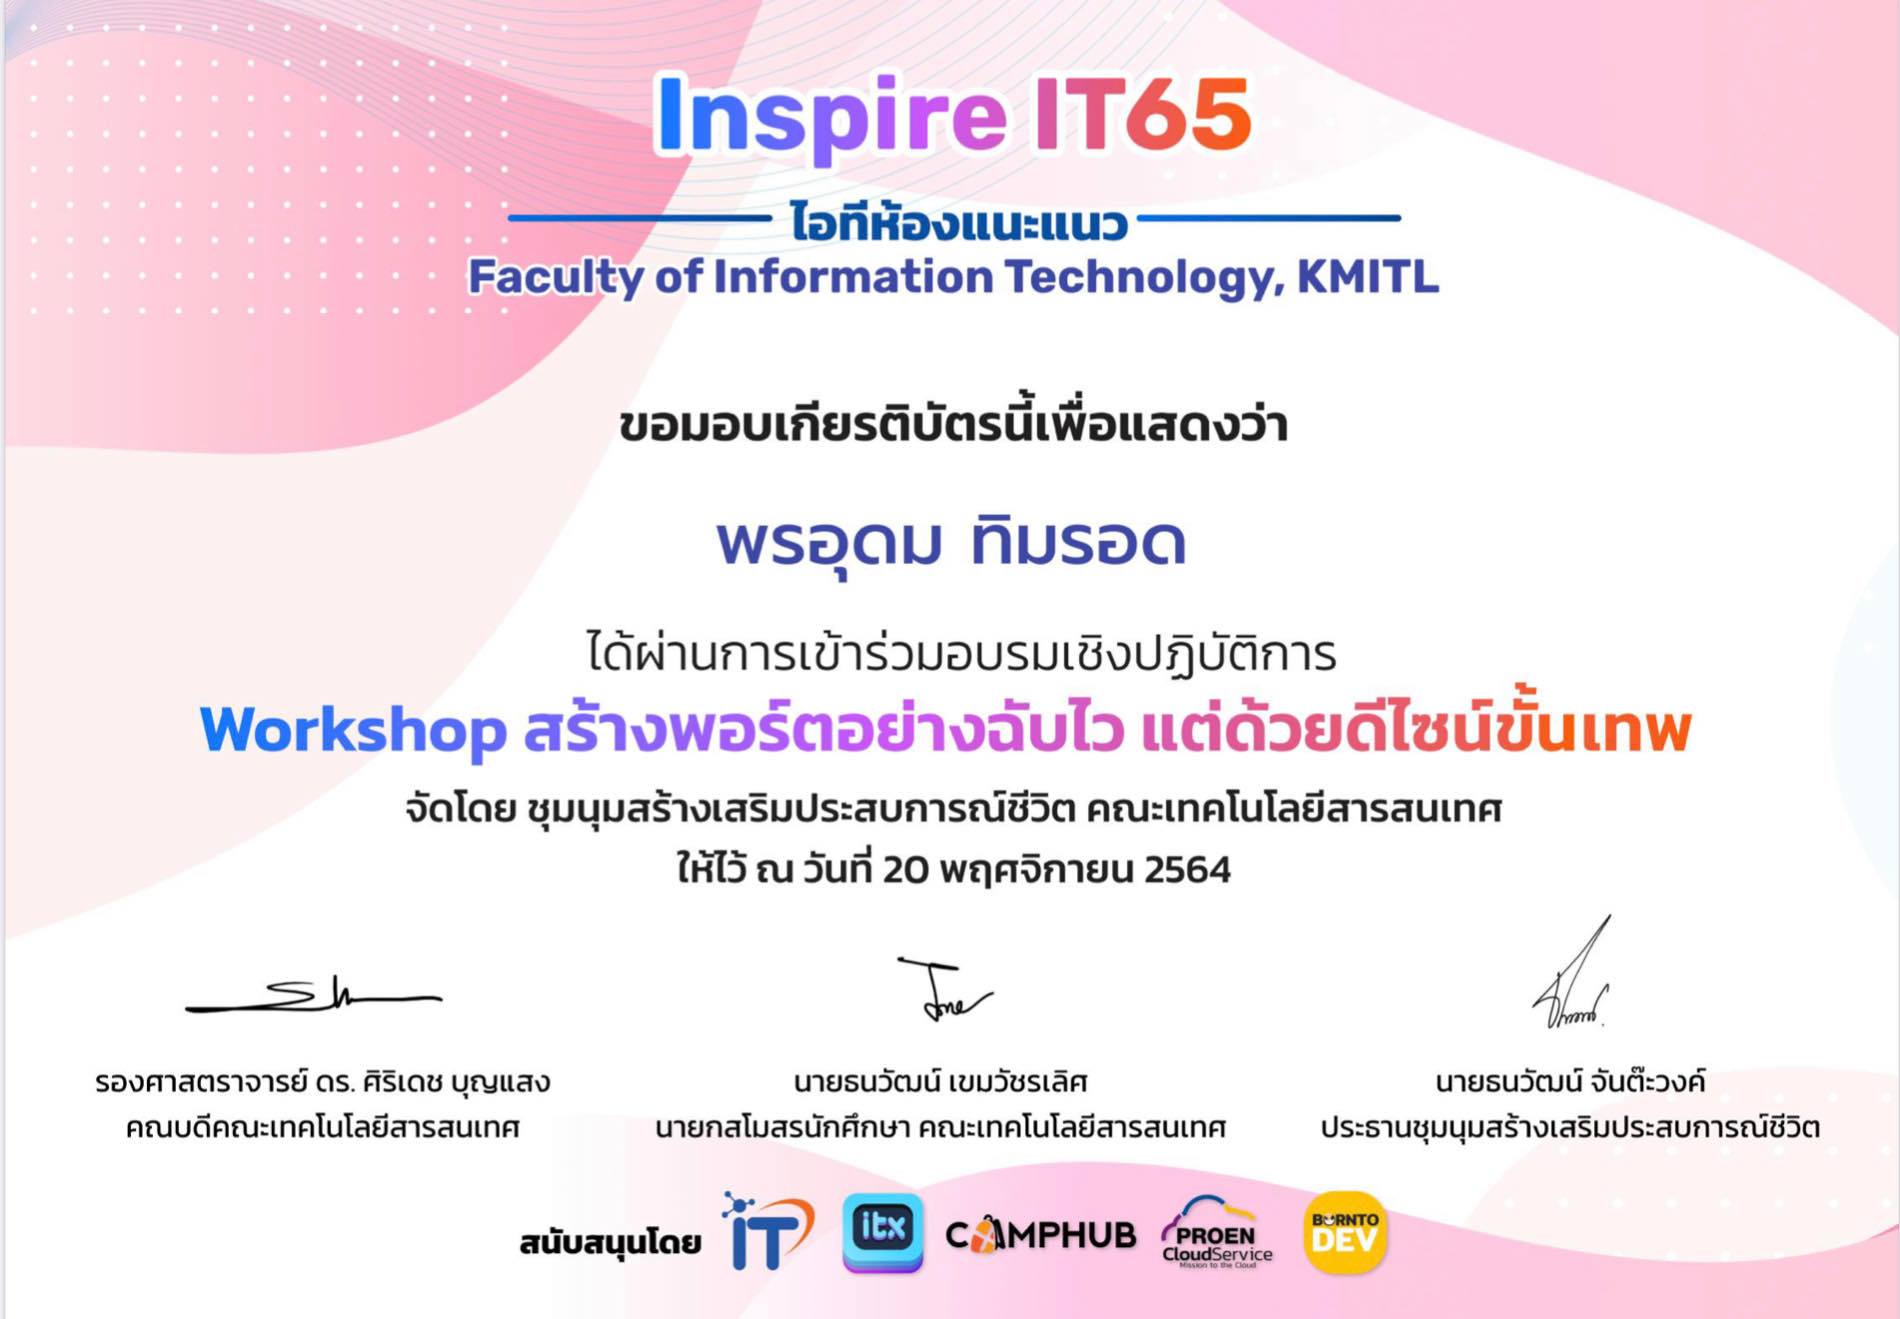 Inspire IT65
ไอทีห้องแนะแนว
Faculty of Information Technology, KMITL
ขอมอบเกียรติบัตรนี้เพื่อแสดงว่า
พรอุดม ทิมรอด
ได้ผ่านการเข้าร่วมอบรมเชิงปฏิบัติการ
Workshop สร้างพอร์ตอย่างฉับไว แต่ด้วยดีไซน์ขั้นเทพ
จัดโดย ชุมนุมสร้างเสริมประสบการณ์ชีวิต คณะเทคโนโลยีสารสนเทศ
ให้ไว้ ณ วันที่ 20 พฤศจิกายน 2564
รองศาสตราจารย์ ดร. ศิริเดช บุญแสง
คณบดีคณะเทคโนโลยีสารสนเทศ
นายธนวัฒน์ เขมวัชรเลิศ
นายกสโมสรนักศึกษา คณะเทคโนโลยีสารสนเทศ
นายธนวัฒน์ จันต๊ะวงค์
ประธานชุมนุมสร้างเสริมประสบการณ์ชีวิต
สนับสนุนโดย
iT
itx
CAMPHUB
PROEN
CloudService
Mission to the Cloud
BORNTO
DEV